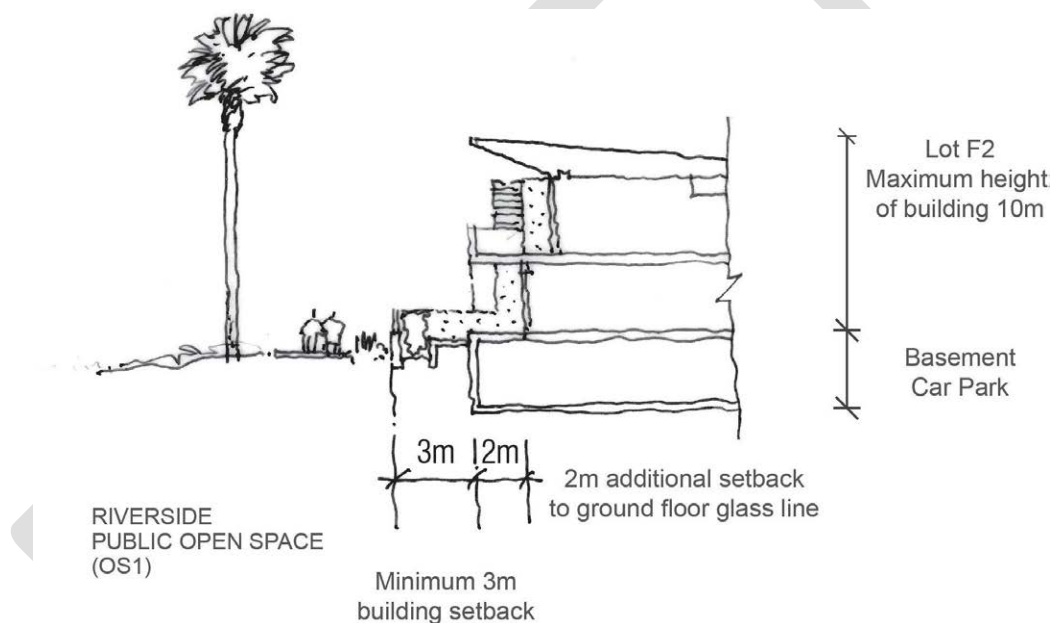 Lot F2
Maximum height
of building 10m
Basement
Car Park
3m
2m
2m additional setback
to ground floor glass line
RIVERSIDE
PUBLIC OPEN SPACE
(OS1)
Minimum 3m
building setback